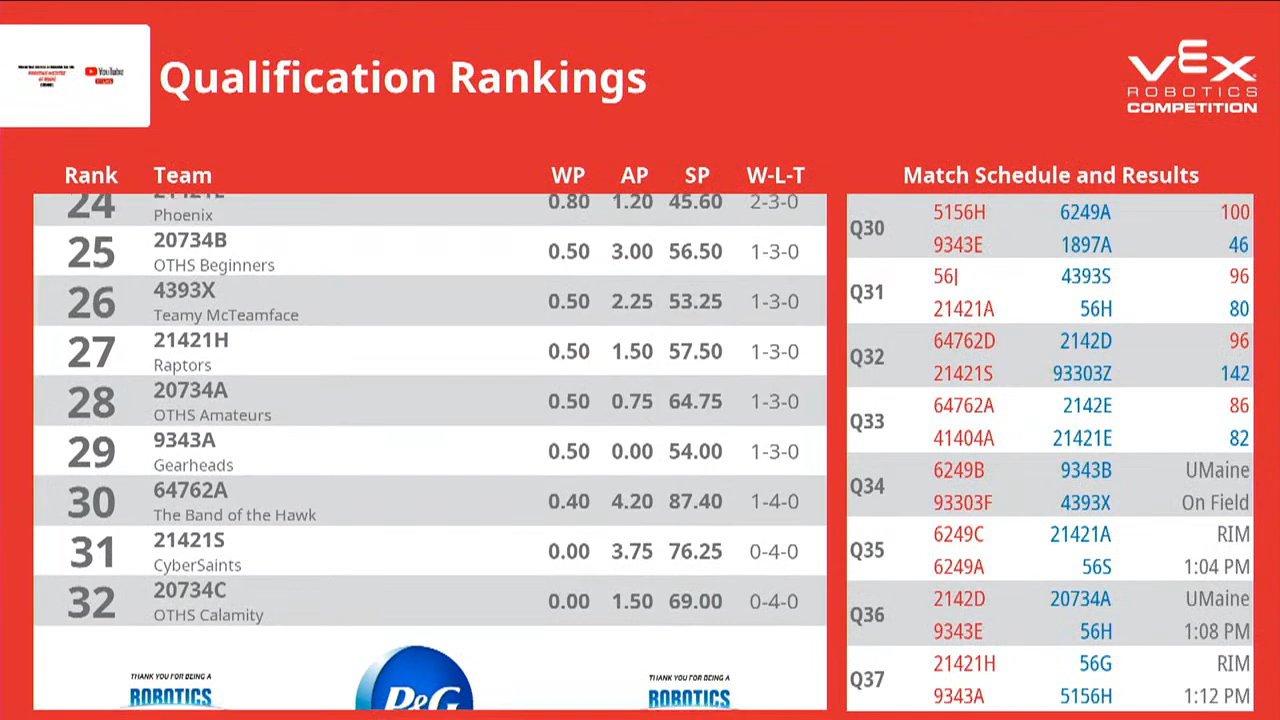 Qualification Rankings
YouTube
VEX
ROBOTICS
COMPETITION
Rank Team WP AP SP W-L-T
24 Phoenix 0.80 1.20 45.60 2-3-0
25 20734B OTHS Beginners 0.50 3.00 56.50 1-3-0
26 4393X Teamy McTeamface 0.50 2.25 53.25 1-3-0
27 21421H Raptors 0.50 1.50 57.50 1-3-0
28 20734A OTHS Amateurs 0.50 0.75 64.75 1-3-0
29 9343A Gearheads 0.50 0.00 54.00 1-3-0
30 64762A The Band of the Hawk 0.40 4.20 87.40 1-4-0
31 21421S CyberSaints 0.00 3.75 76.25 0-4-0
32 20734C OTHS Calamity 0.00 1.50 69.00 0-4-0
THANK YOU FOR BEING A
ROBOTICS
P&G
THANK YOU FOR BEING A
ROBOTICS
Match Schedule and Results
Q30
5156H 6249A 100
9343E 1897A 46
Q31
56J 4393S 96
21421A 56H 80
Q32
64762D 2142D 96
21421S 93303Z 142
Q33
64762A 2142E 86
41404A 21421E 82
Q34
6249B 9343B UMaine
93303F 4393X On Field
Q35
6249C 21421A RIM
6249A 56S 1:04 PM
Q36
2142D 20734A UMaine
9343E 56H 1:08 PM
Q37
21421H 56G RIM
9343A 5156H 1:12 PM